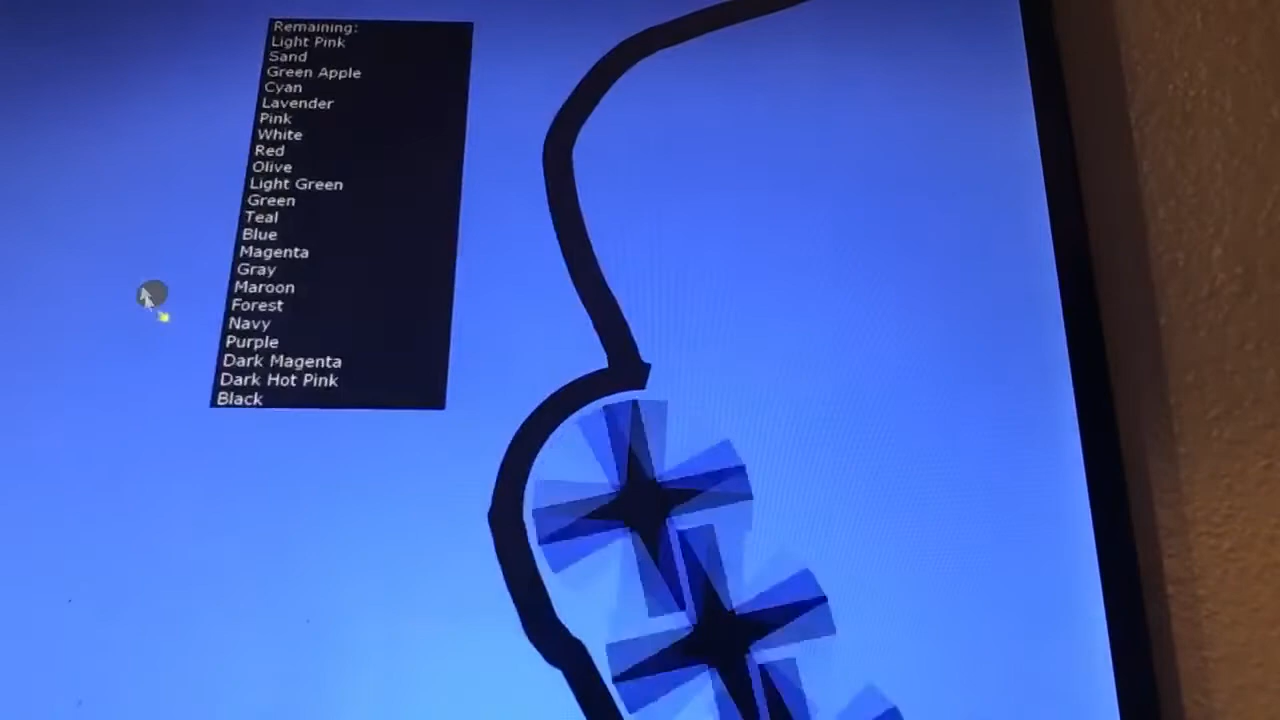 Remaining:
Light Pink
Sand
Green Apple
Cyan
Lavender
Pink
White
Red
Olive
Light Green
Green
Teal
Blue
Magenta
Gray
Maroon
Forest
Navy
Purple
Dark Magenta
Dark Hot Pink
Black